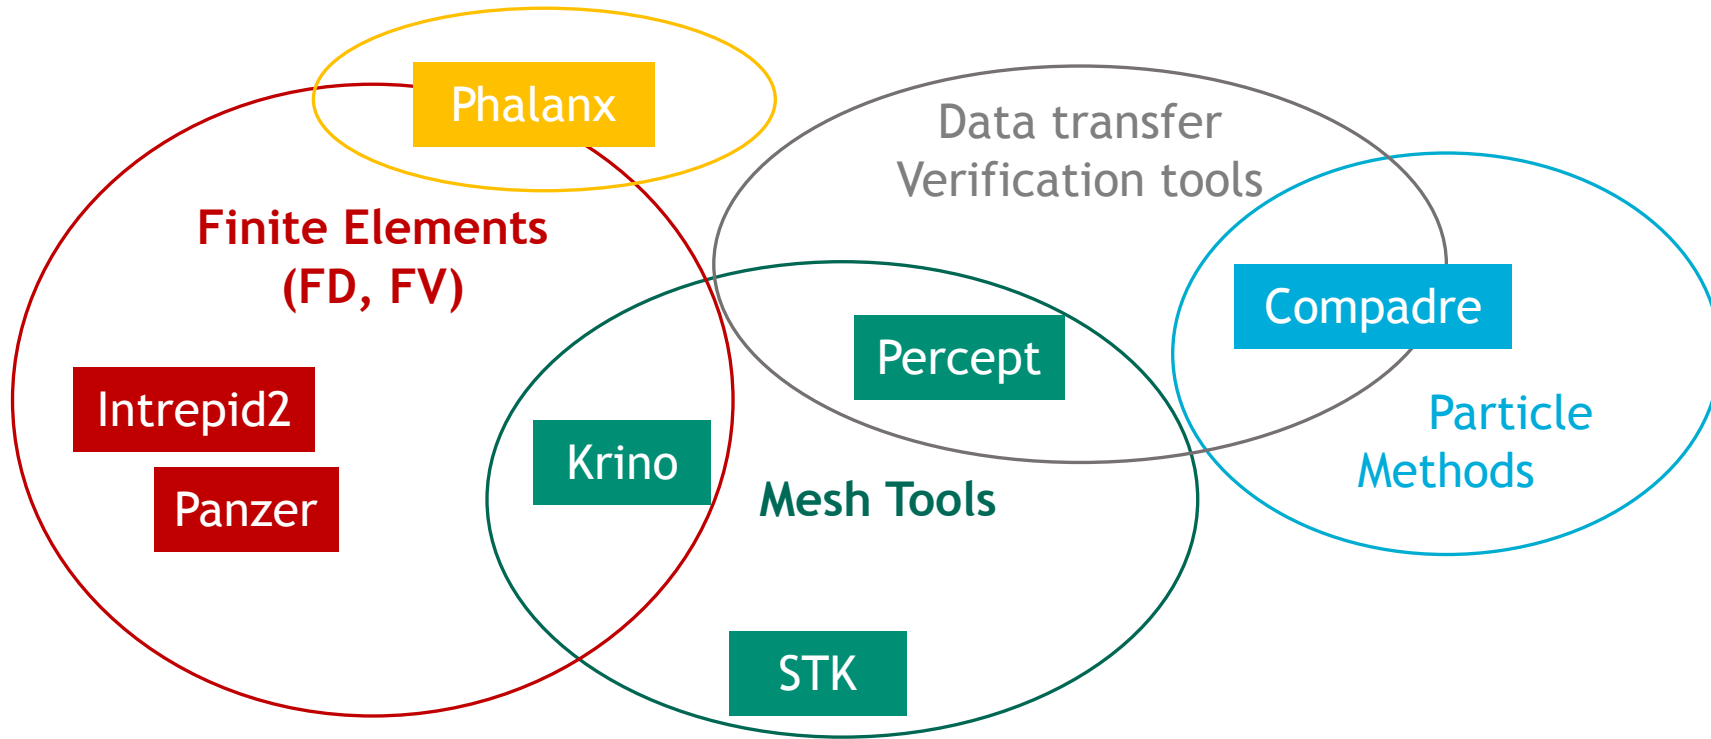 Phalanx
Data transfer
Verification tools
Finite Elements
(FD, FV)
Compadre
Percept
Intrepid2
Particle
Methods
Krino
Mesh Tools
Panzer
STK